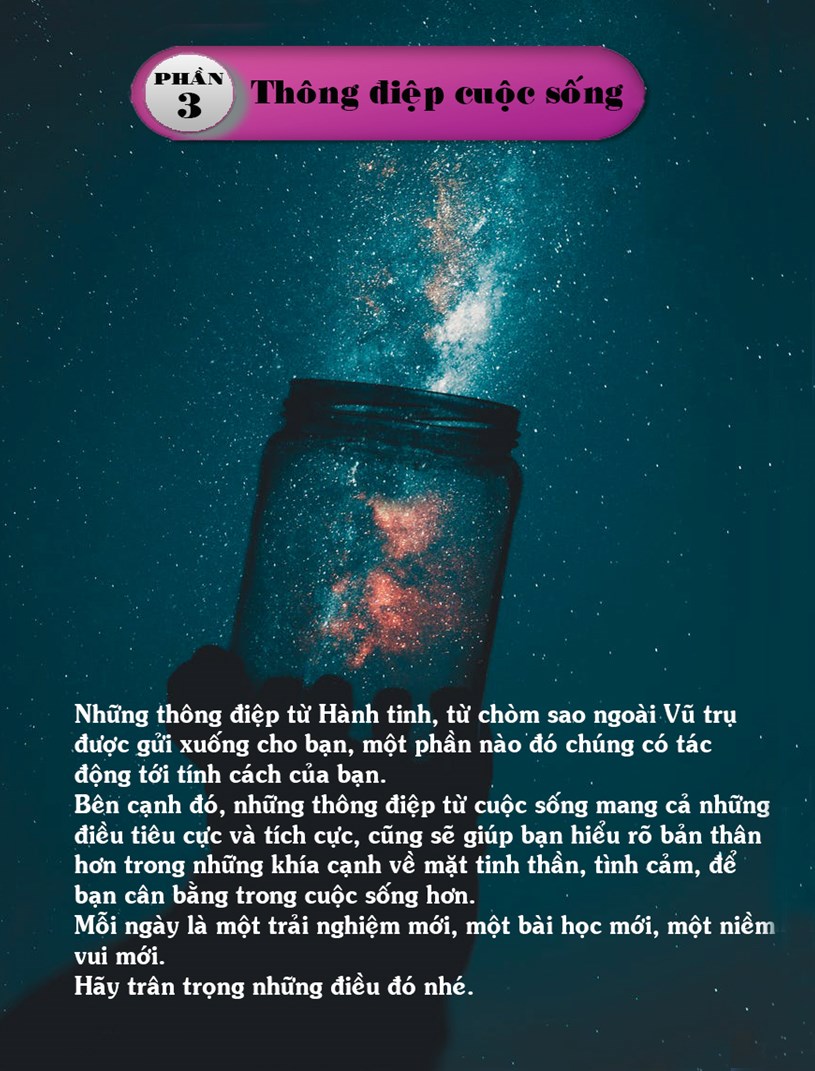 PHẦN
3
Thông điệp cuộc sống
Những thông điệp từ Hành tinh, từ chòm sao ngoài Vũ trụ
được gửi xuống cho bạn, một phần nào đó chúng có tác
động tới tính cách của bạn.
Bên cạnh đó, những thông điệp từ cuộc sống mang cả những
điều tiêu cực và tích cực, cũng sẽ giúp bạn hiểu rõ bản thân
hơn trong những khía cạnh về mặt tinh thần, tình cảm, để
bạn cân bằng trong cuộc sống hơn.
Mỗi ngày là một trải nghiệm mới, một bài học mới, một niềm
vui mới.
Hãy trân trọng những điều đó nhé.